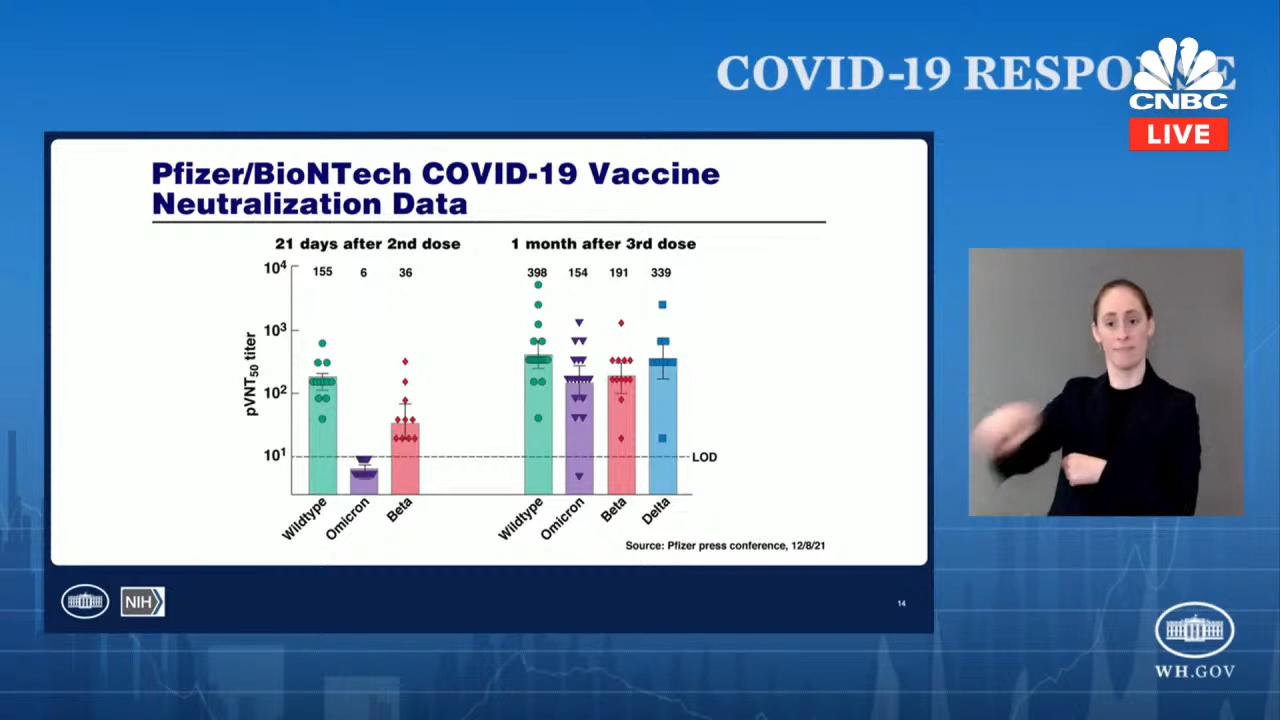 COVID-19 RESPONSE
CNBC
LIVE
Pfizer/BioNTech COVID-19 Vaccine
Neutralization Data
21 days after 2nd dose
1 month after 3rd dose
155 6 36
398 154 191 339
pVNT50 titer
10⁴
10³
10²
10¹
LOD
Wildtype
Omicron
Beta
Wildtype
Omicron
Beta
Delta
Source: Pfizer press conference, 12/8/21
NIH
14
WH.GOV